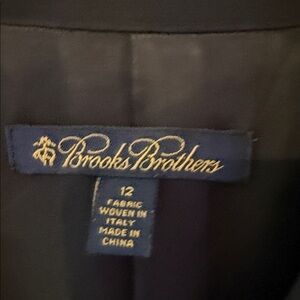 Brooks Brothers
12
FABRIC
WOVEN IN
ITALY
MADE IN
CHINA